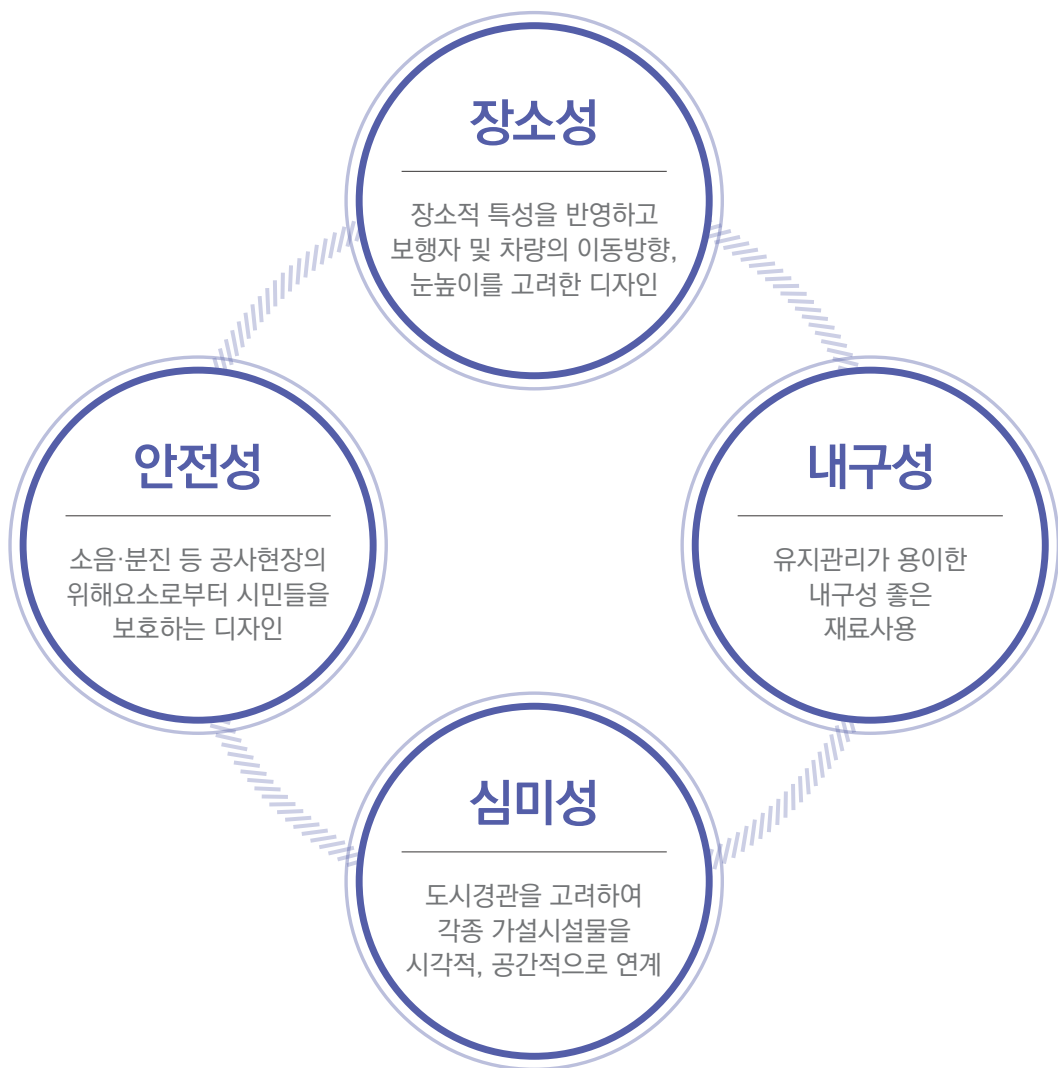 장소성
장소적 특성을 반영하고
보행자 및 차량의 이동방향,
눈높이를 고려한 디자인
안전성
소음·분진 등 공사현장의
위해요소로부터 시민들을
보호하는 디자인
내구성
유지관리가 용이한
내구성 좋은
재료사용
심미성
도시경관을 고려하여
각종 가설시설물을
시각적, 공간적으로 연계